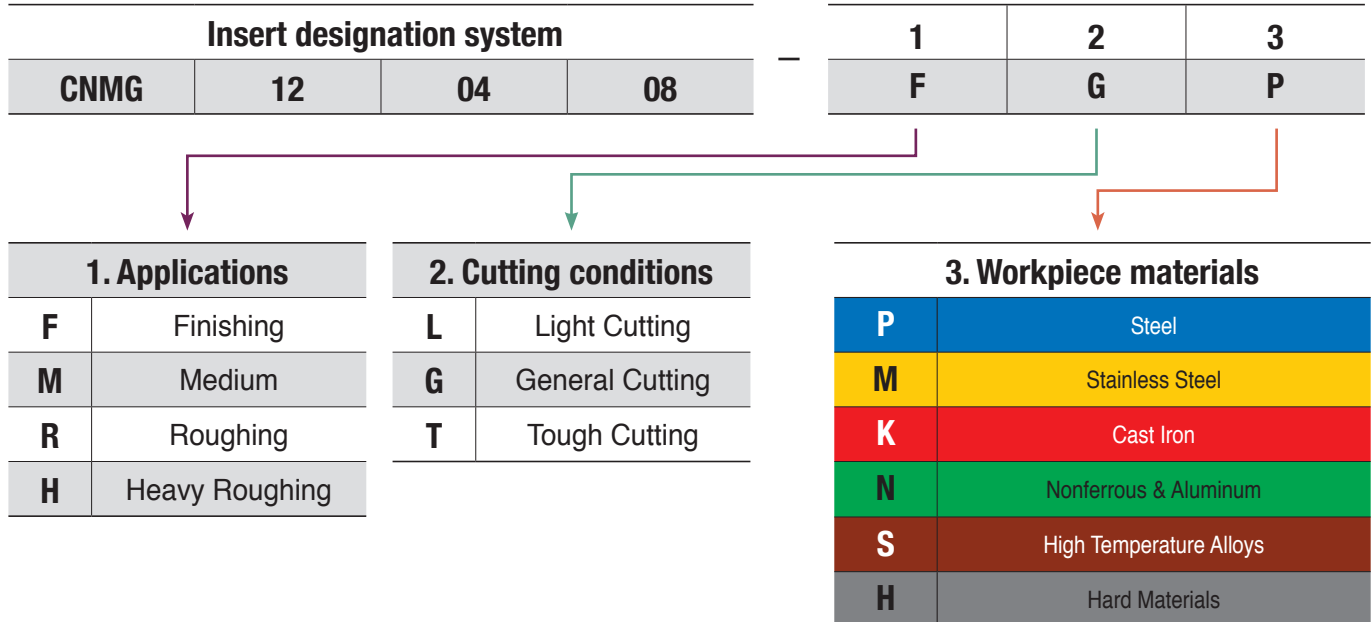 Insert designation system
CNMG 12 04 08
–
1 2 3
F G P
1. Applications
F Finishing
M Medium
R Roughing
H Heavy Roughing
2. Cutting conditions
L Light Cutting
G General Cutting
T Tough Cutting
3. Workpiece materials
P Steel
M Stainless Steel
K Cast Iron
N Nonferrous & Aluminum
S High Temperature Alloys
H Hard Materials